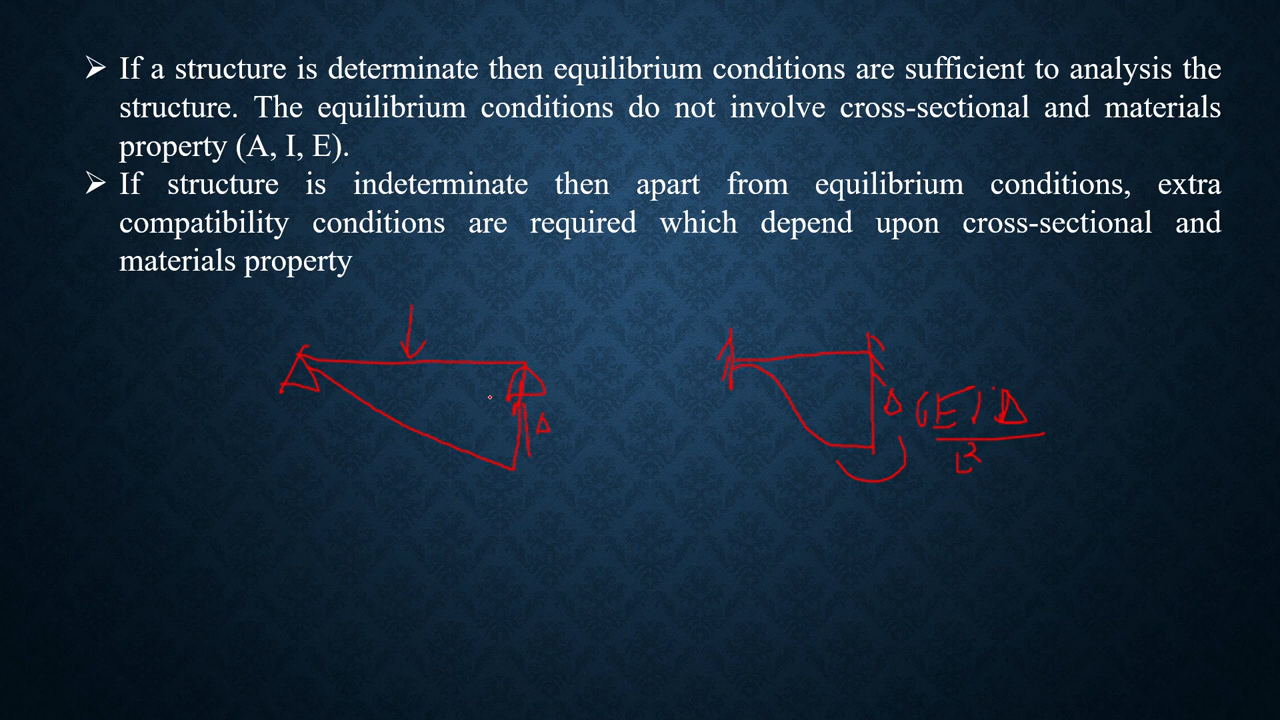 ➢ If a structure is determinate then equilibrium conditions are sufficient to analysis the
structure. The equilibrium conditions do not involve cross-sectional and materials
property (A, I, E).
➢ If structure is indeterminate then apart from equilibrium conditions, extra
compatibility conditions are required which depend upon cross-sectional and
materials property
Δ
Δ